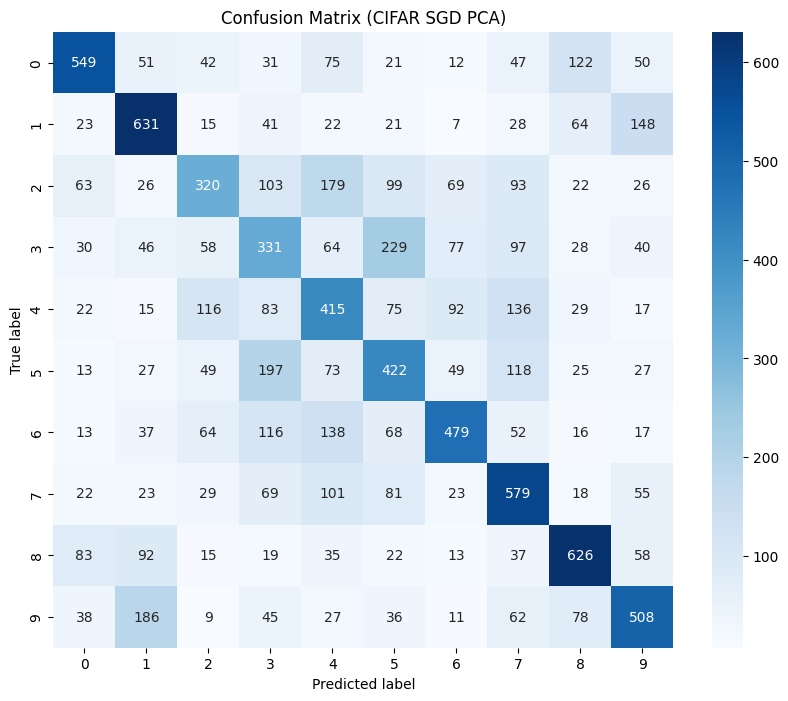 Confusion Matrix (CIFAR SGD PCA)
0 549 51 42 31 75 21 12 47 122 50
1 23 631 15 41 22 21 7 28 64 148
2 63 26 320 103 179 99 69 93 22 26
3 30 46 58 331 64 229 77 97 28 40
4 22 15 116 83 415 75 92 136 29 17
5 13 27 49 197 73 422 49 118 25 27
6 13 37 64 116 138 68 479 52 16 17
7 22 23 29 69 101 81 23 579 18 55
8 83 92 15 19 35 22 13 37 626 58
9 38 186 9 45 27 36 11 62 78 508
0 1 2 3 4 5 6 7 8 9
Predicted label
True label
600
500
400
300
200
100